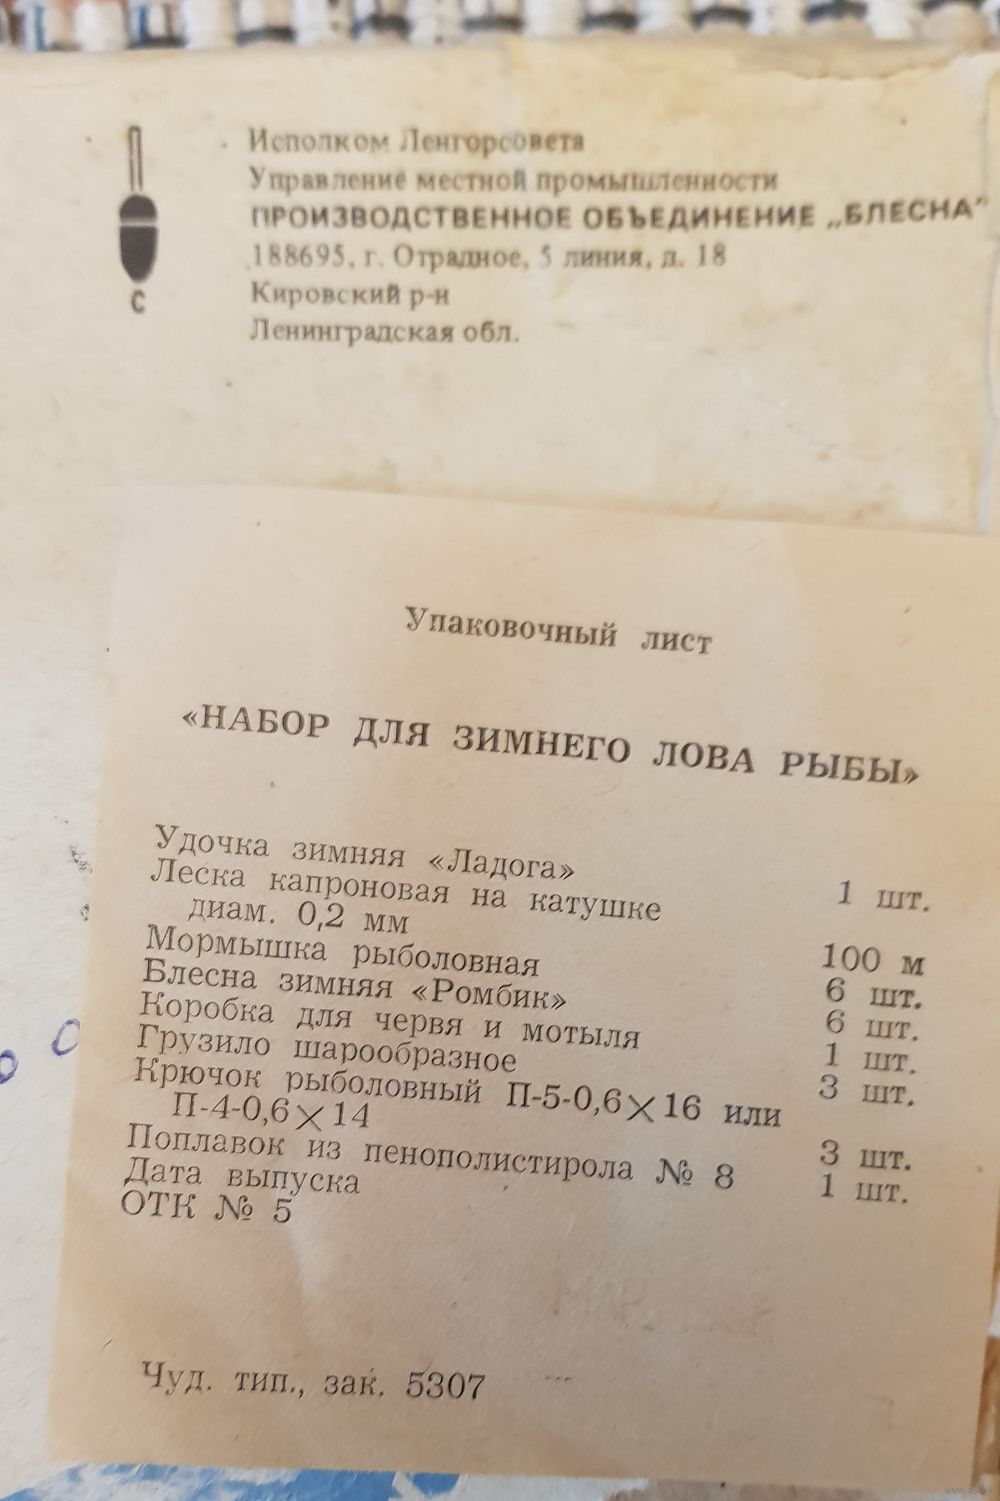 Исполком Ленгорсовета
Управление местной промышленности
ПРОИЗВОДСТВЕННОЕ ОБЪЕДИНЕНИЕ „БЛЕСНА"
188695, г. Отрадное, 5 линия, д. 18
Кировский р-н
Ленинградская обл.
С
Упаковочный лист
«НАБОР ДЛЯ ЗИМНЕГО ЛОВА РЫБЫ»
Удочка зимняя «Ладога» 1 шт.
Леска капроновая на катушке
диам. 0,2 мм 100 м
Мормышка рыболовная 6 шт.
Блесна зимняя «Ромбик» 6 шт.
Коробка для червя и мотыля 1 шт.
Грузило шарообразное 3 шт.
Крючок рыболовный П-5-0,6×16 или
П-4-0,6×14 3 шт.
Поплавок из пенополистирола № 8 1 шт.
Дата выпуска
ОТК № 5
Чуд. тип., зак. 5307